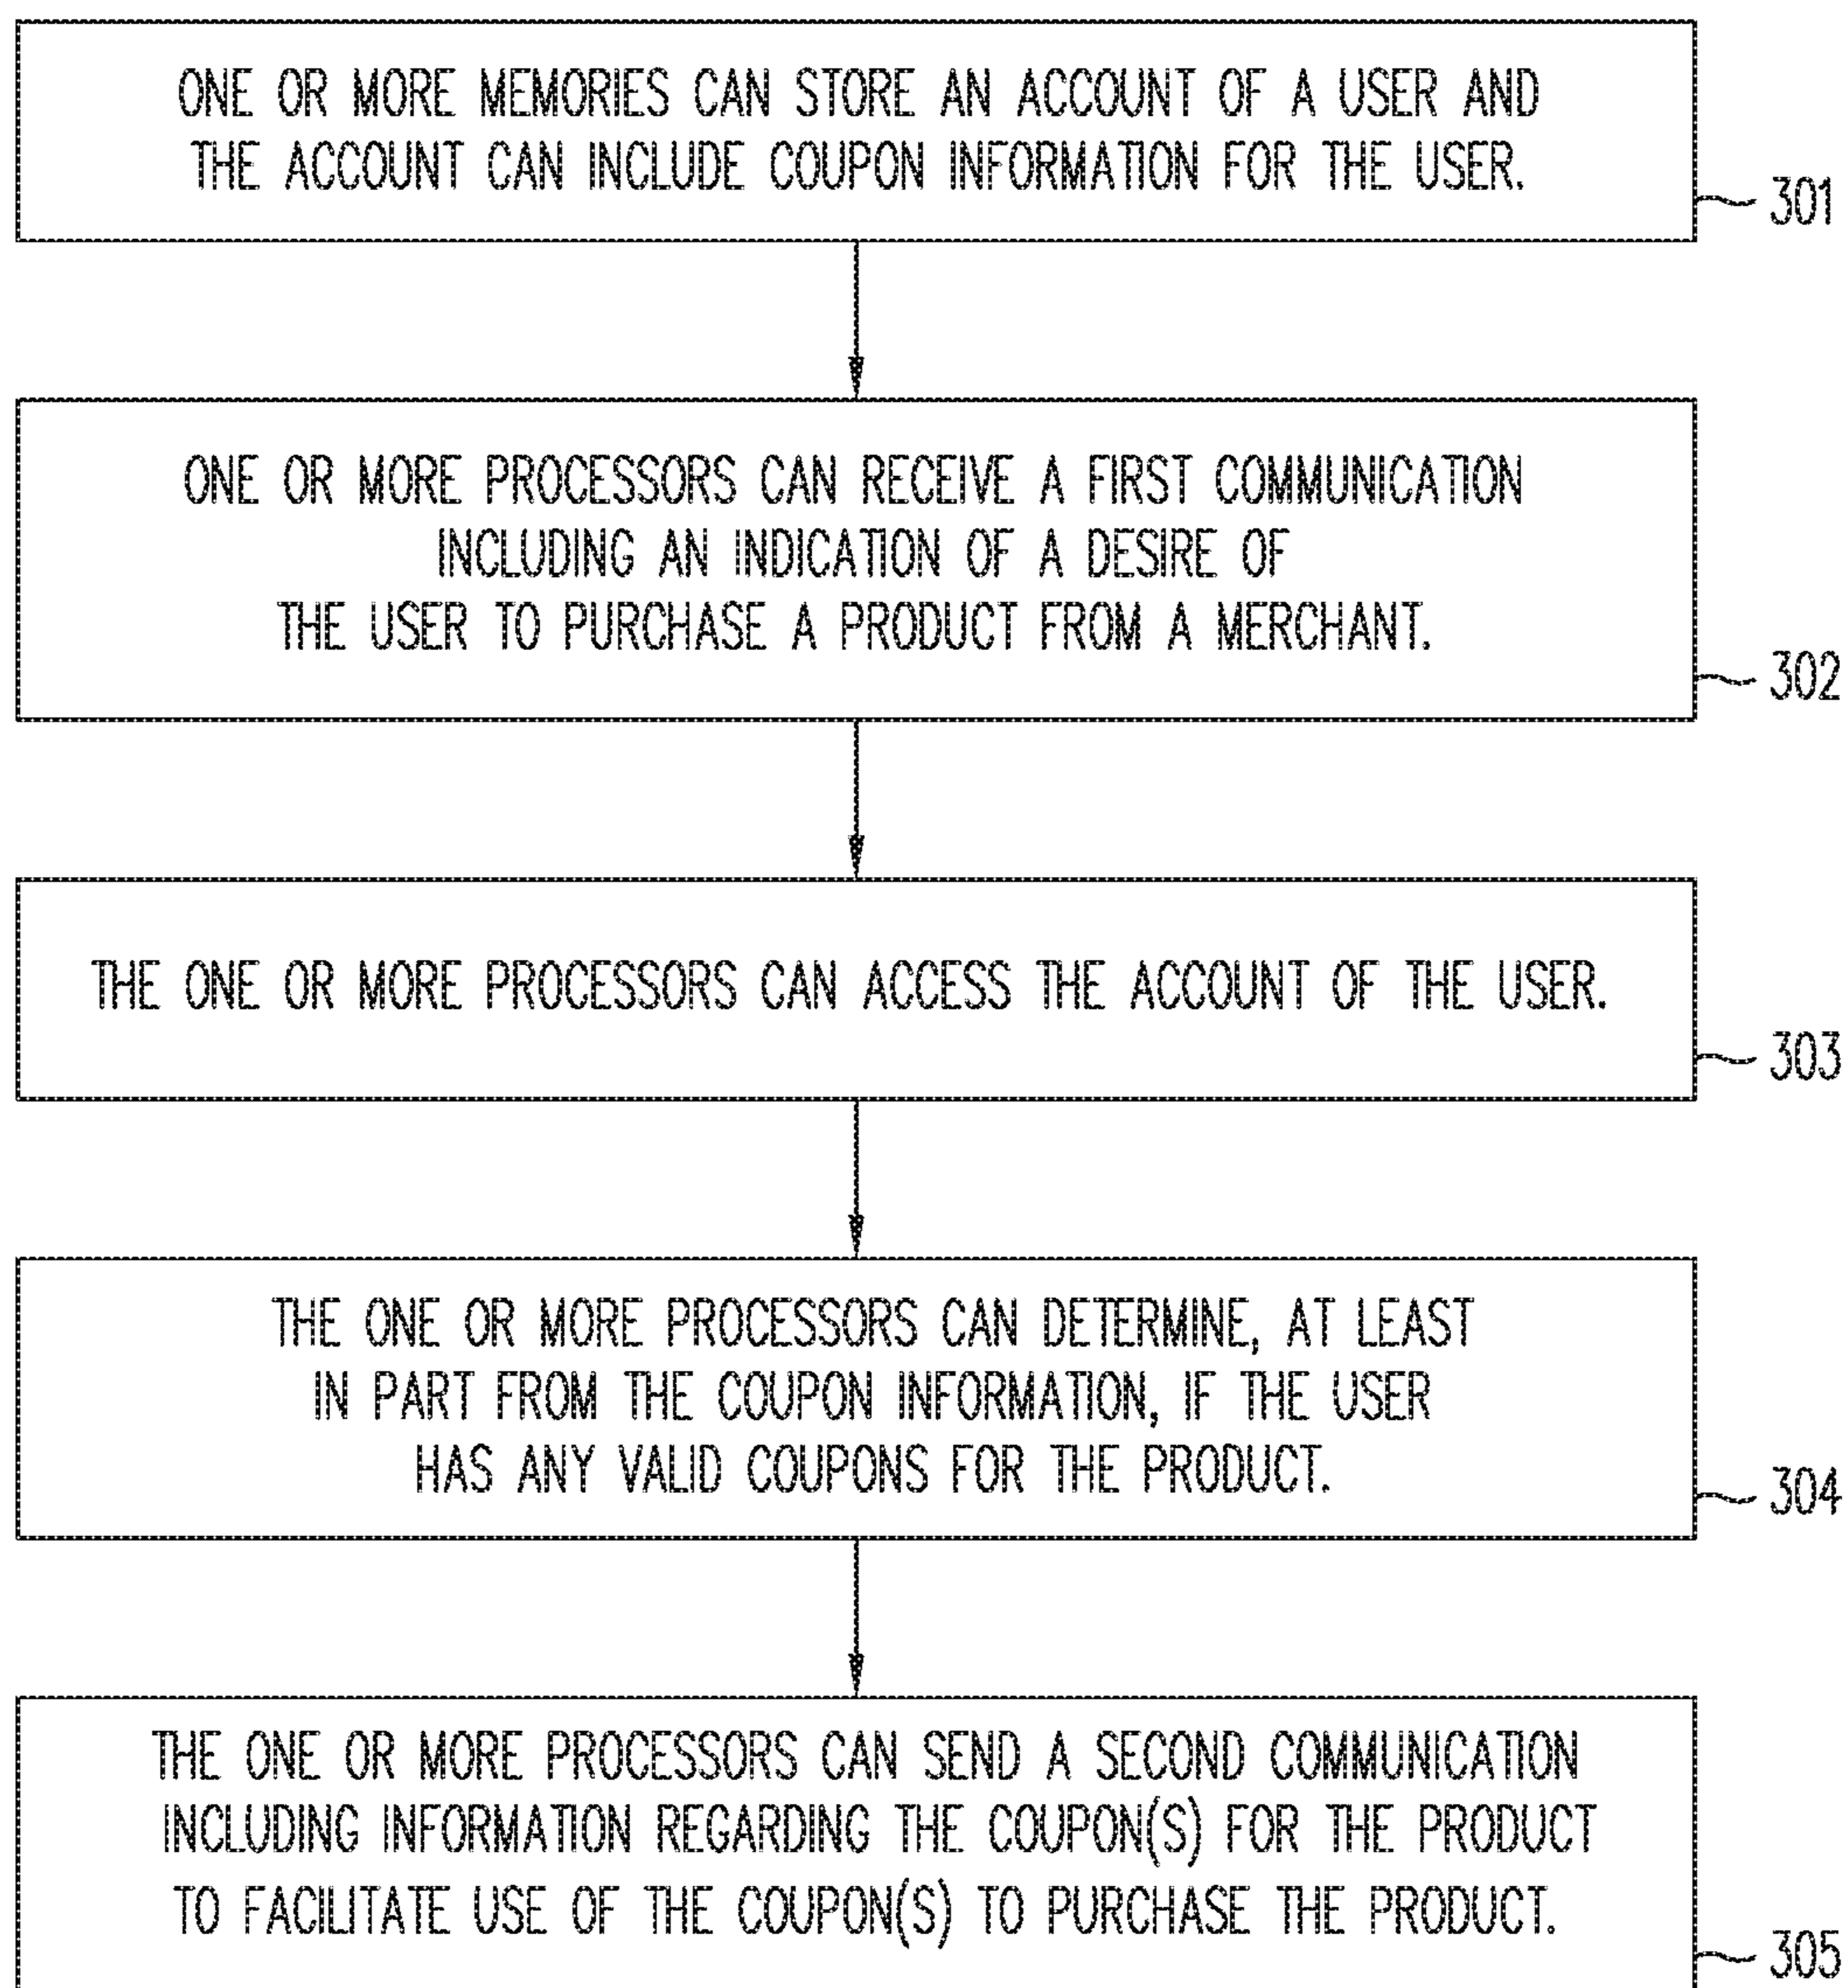 ONE OR MORE MEMORIES CAN STORE AN ACCOUNT OF A USER AND
THE ACCOUNT CAN INCLUDE COUPON INFORMATION FOR THE USER.
301
ONE OR MORE PROCESSORS CAN RECEIVE A FIRST COMMUNICATION
INCLUDING AN INDICATION OF A DESIRE OF
THE USER TO PURCHASE A PRODUCT FROM A MERCHANT.
302
THE ONE OR MORE PROCESSORS CAN ACCESS THE ACCOUNT OF THE USER.
303
THE ONE OR MORE PROCESSORS CAN DETERMINE, AT LEAST
IN PART FROM THE COUPON INFORMATION, IF THE USER
HAS ANY VALID COUPONS FOR THE PRODUCT.
304
THE ONE OR MORE PROCESSORS CAN SEND A SECOND COMMUNICATION
INCLUDING INFORMATION REGARDING THE COUPON(S) FOR THE PRODUCT
TO FACILITATE USE OF THE COUPON(S) TO PURCHASE THE PRODUCT.
305